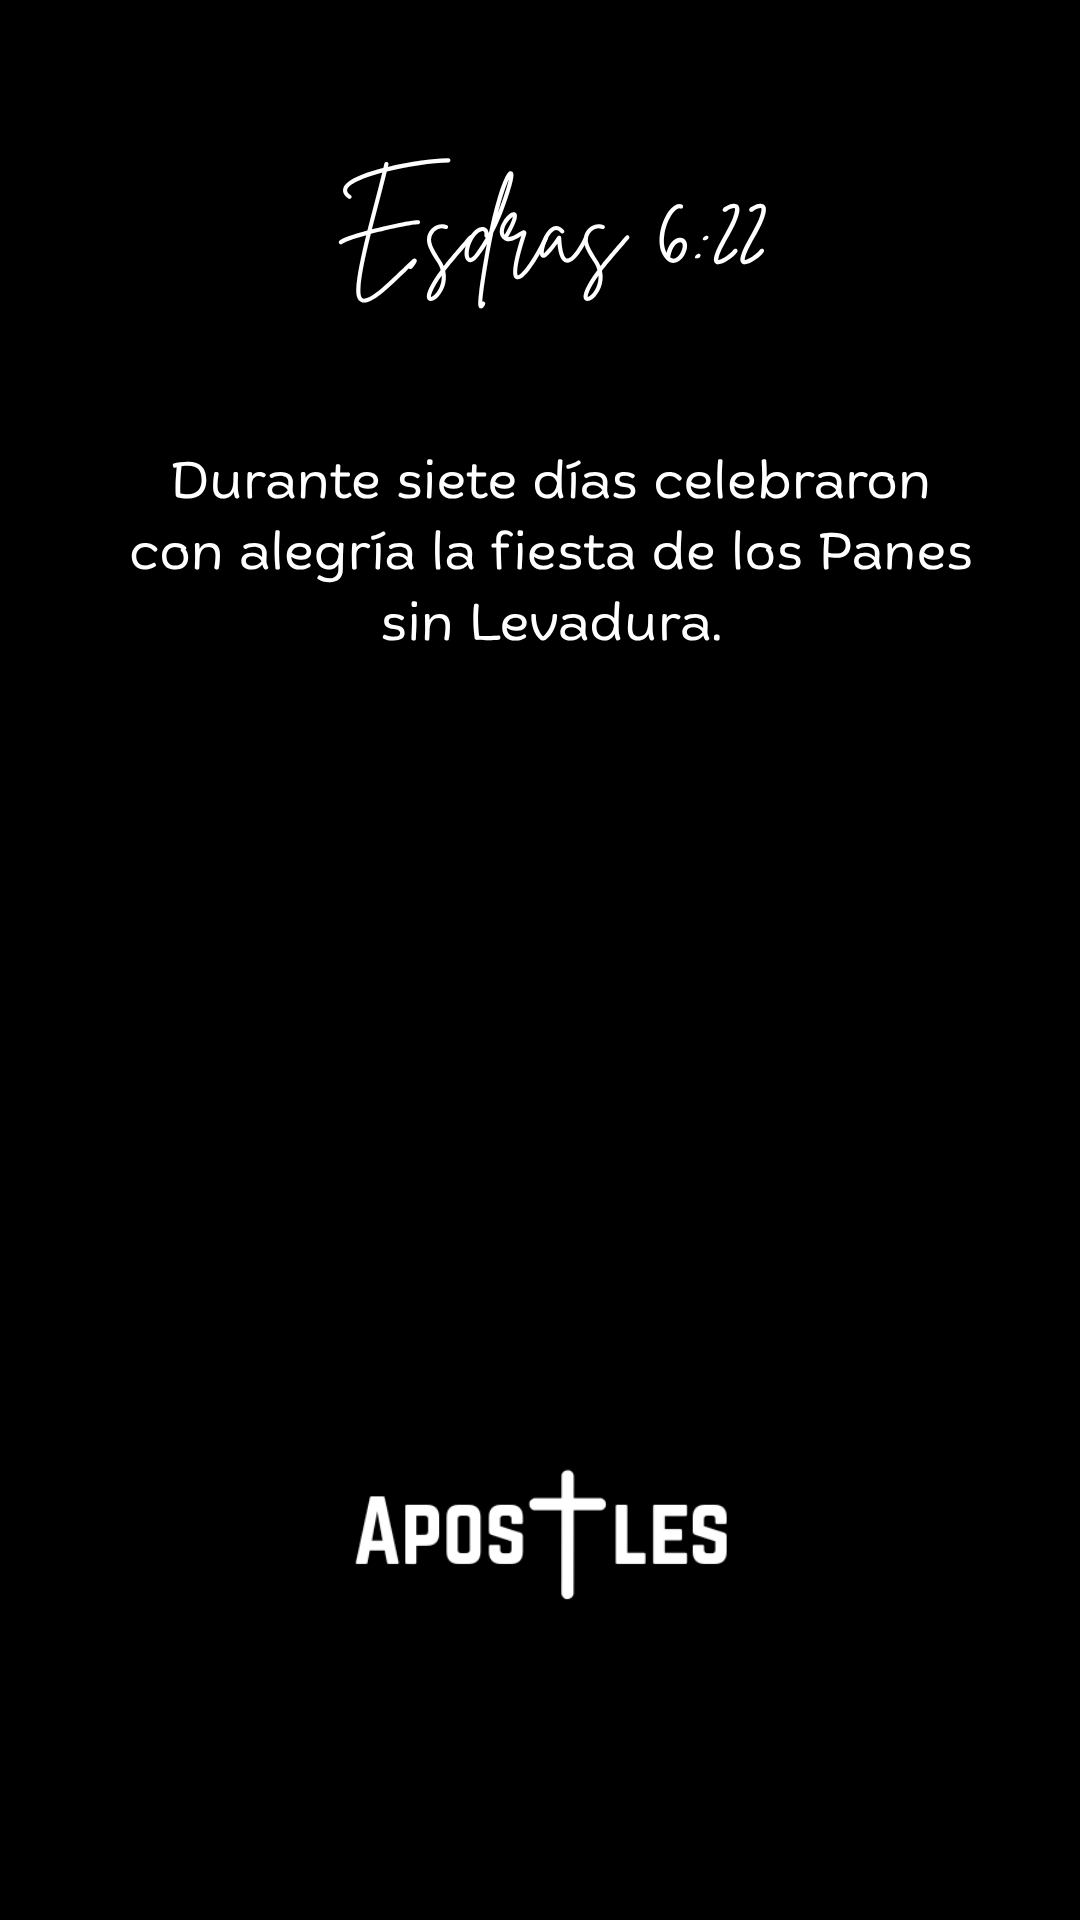 Esdras 6:22
Durante siete días celebraron
con alegría la fiesta de los Panes
sin Levadura.
APOSTLES